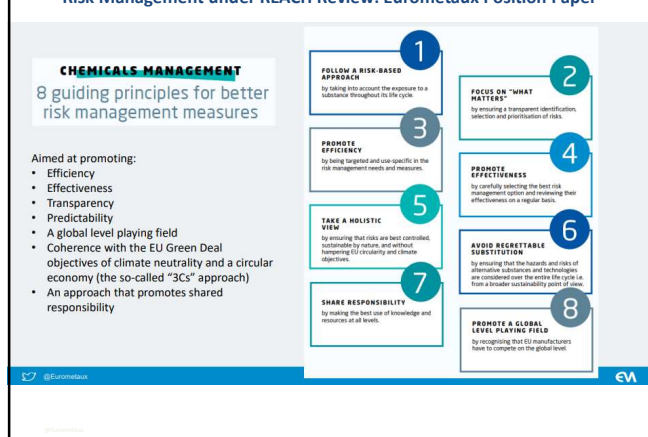 Risk Management under REACH Review: Eurometaux Position Paper
CHEMICALS MANAGEMENT
8 guiding principles for better
risk management measures
Aimed at promoting:
• Efficiency
• Effectiveness
• Transparency
• Predictability
• A global level playing field
• Coherence with the EU Green Deal
objectives of climate neutrality and a circular
economy (the so-called “3Cs” approach)
• An approach that promotes shared
responsibility
1
FOLLOW A RISK-BASED
APPROACH
by taking into account the exposure to a
substance throughout its life cycle.
2
FOCUS ON "WHAT
MATTERS"
by ensuring a transparent identification,
selection and prioritisation of risks.
3
PROMOTE
EFFICIENCY
by being targeted and use-specific in the
risk management needs and measures.
4
PROMOTE
EFFECTIVENESS
by carefully selecting the best risk
management option and reviewing their
effectiveness on a regular basis.
5
TAKE A HOLISTIC
VIEW
by ensuring that risks are best controlled,
sustainable by nature, and without
hampering EU circularity and climate
objectives.
6
AVOID REGRETTABLE
SUBSTITUTION
by ensuring that the hazards and risks of
alternative substances and technologies
are considered over the entire life cycle i.e.
from a broader sustainability point of view.
7
SHARE RESPONSIBILITY
by making the best use of knowledge and
resources at all levels.
8
PROMOTE A GLOBAL
LEVEL PLAYING FIELD
by recognising that EU manufacturers
have to compete on the global level.
@Eurometaux